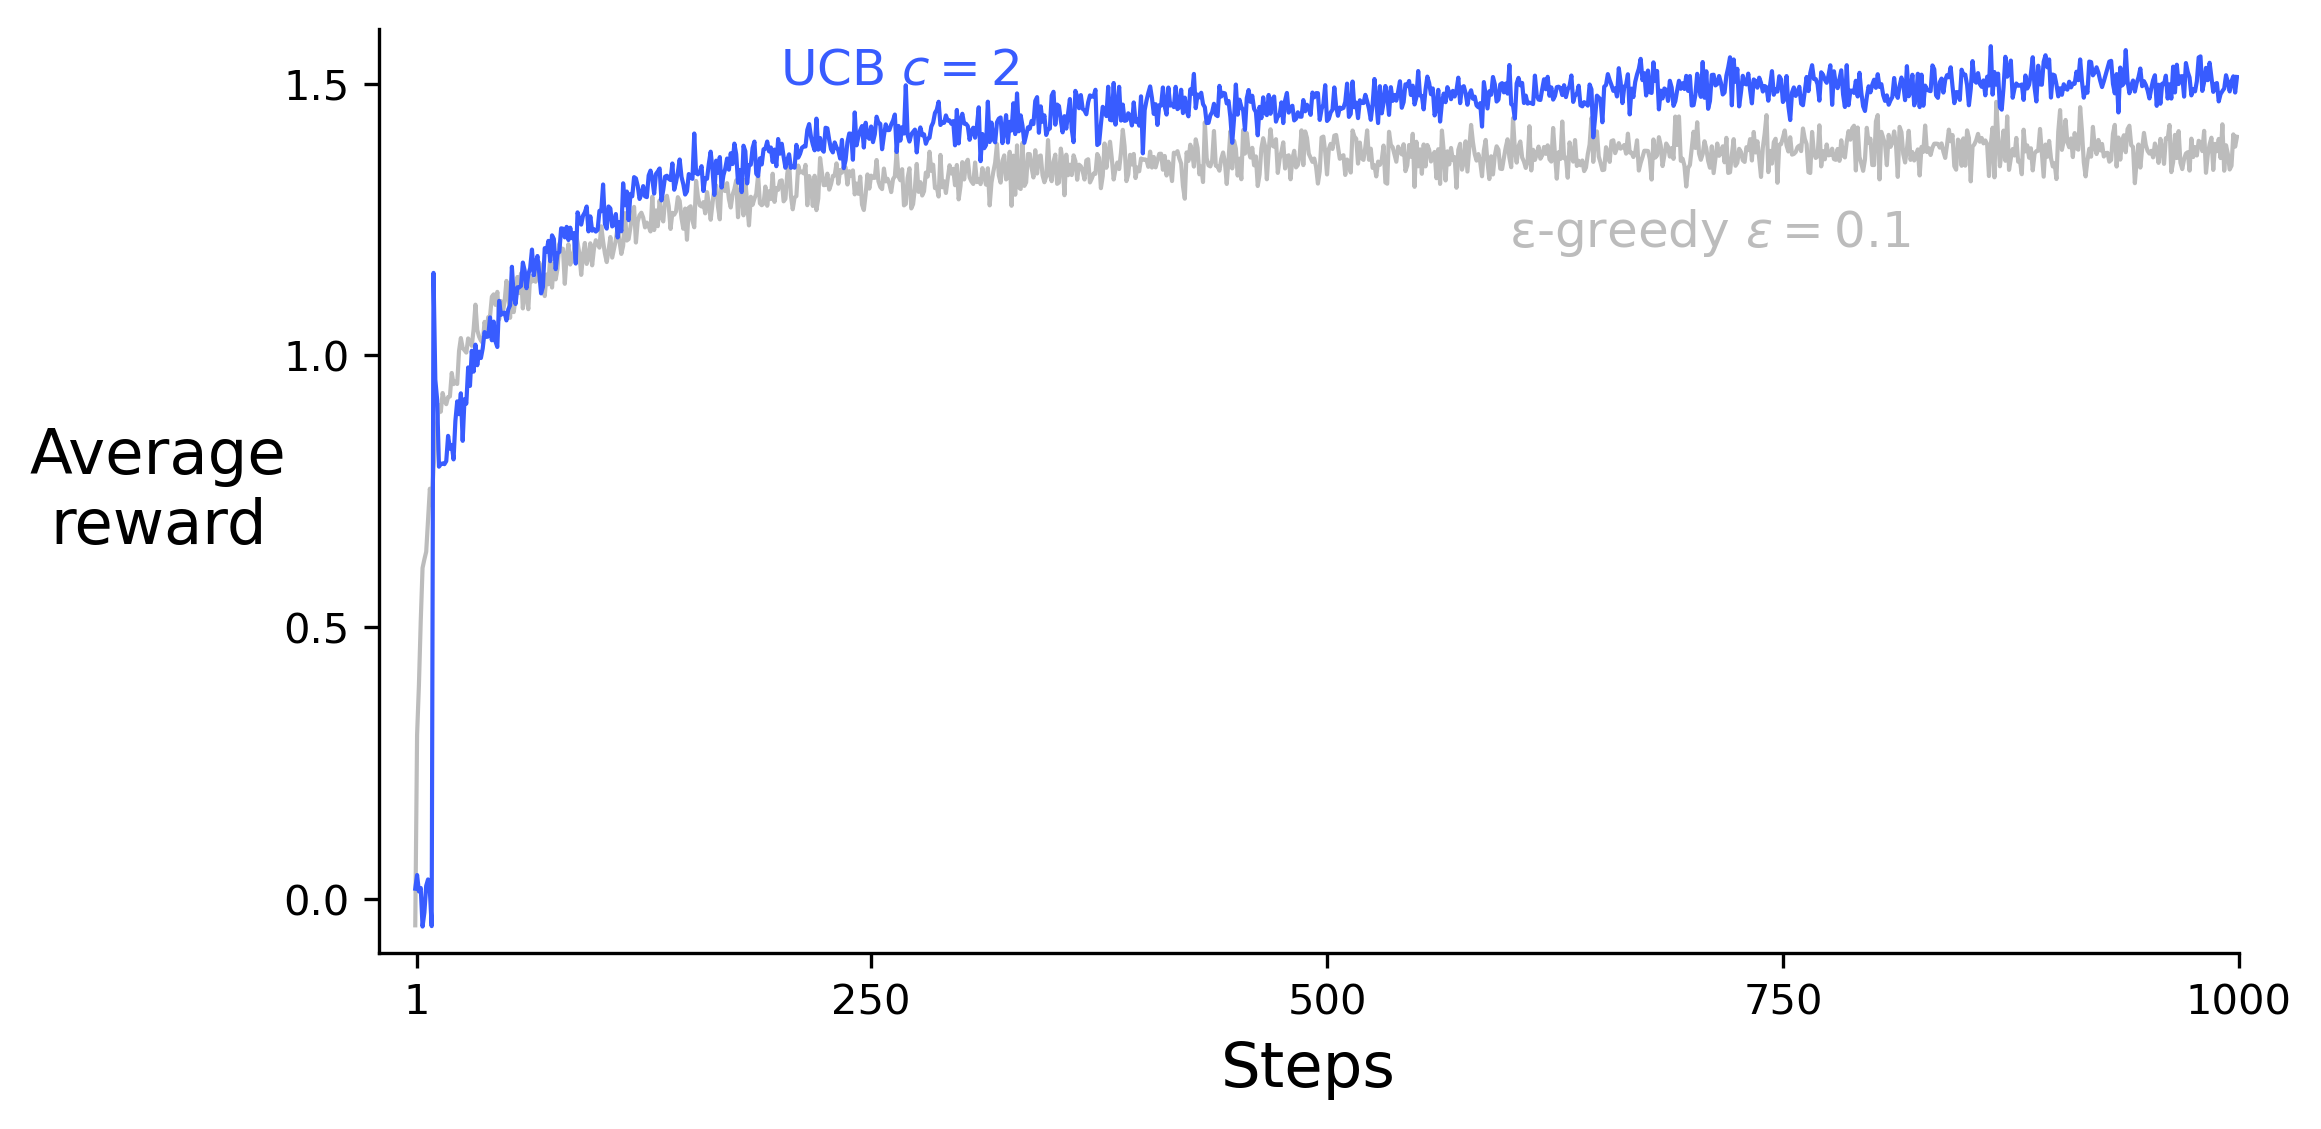 UCB c = 2
1.5
ε-greedy ε = 0.1
1.0
Average
reward
0.5
0.0
1 250 500 750 1000
Steps